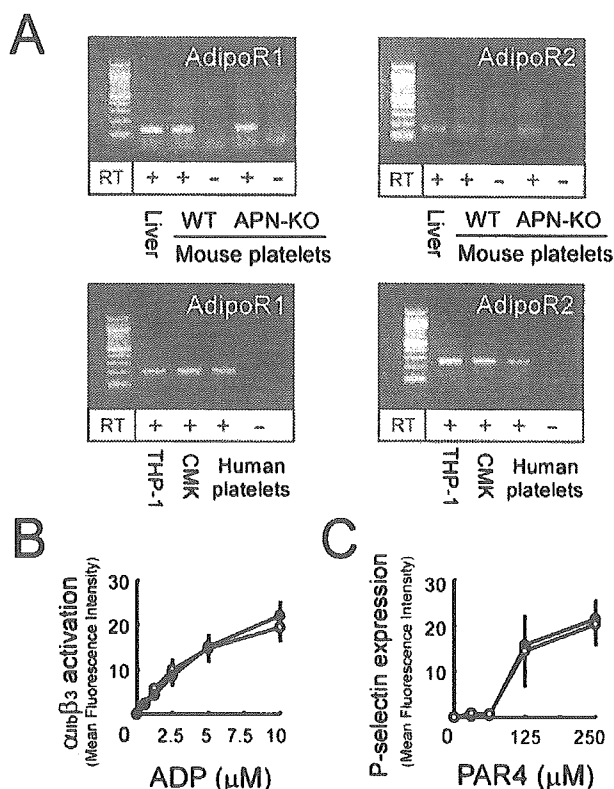 A
AdipoR1
AdipoR2
RT + + - + -
RT + + - + -
Liver WT APN-KO
Mouse platelets
Liver WT APN-KO
Mouse platelets
AdipoR1
AdipoR2
RT + + + -
RT + + + -
THP-1 CMK Human platelets
THP-1 CMK Human platelets
B
αIIbβ3 activation
(Mean Fluorescence Intensity)
30
20
10
0 2.5 5 7.5 10
ADP (μM)
C
P-selectin expression
(Mean Fluorescence Intensity)
30
20
10
0 125 250
PAR4 (μM)